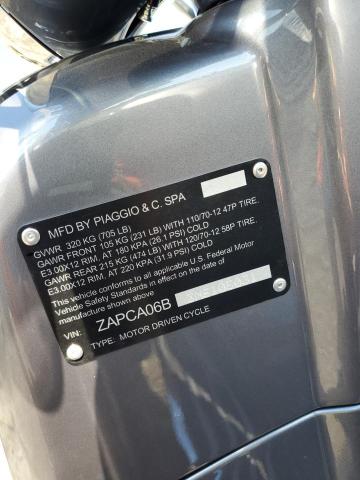 MFD BY PIAGGIO & C. SPA
GVWR 320 KG (705 LB)
GAWR FRONT 105 KG (231 LB) WITH 110/70-12 47P TIRE.
E3.00X12 RIM. AT 180 KPA (26.1 PSI) COLD
GAWR REAR 215 KG (474 LB) WITH 120/70-12 58P TIRE.
E3.00X12 RIM. AT 220 KPA (31.9 PSI) COLD
This vehicle conforms to all applicable U.S. Federal Motor
Vehicle Safety Standards in effect on the date of
manufacture shown above
VIN: ZAPCA06B
TYPE: MOTOR DRIVEN CYCLE